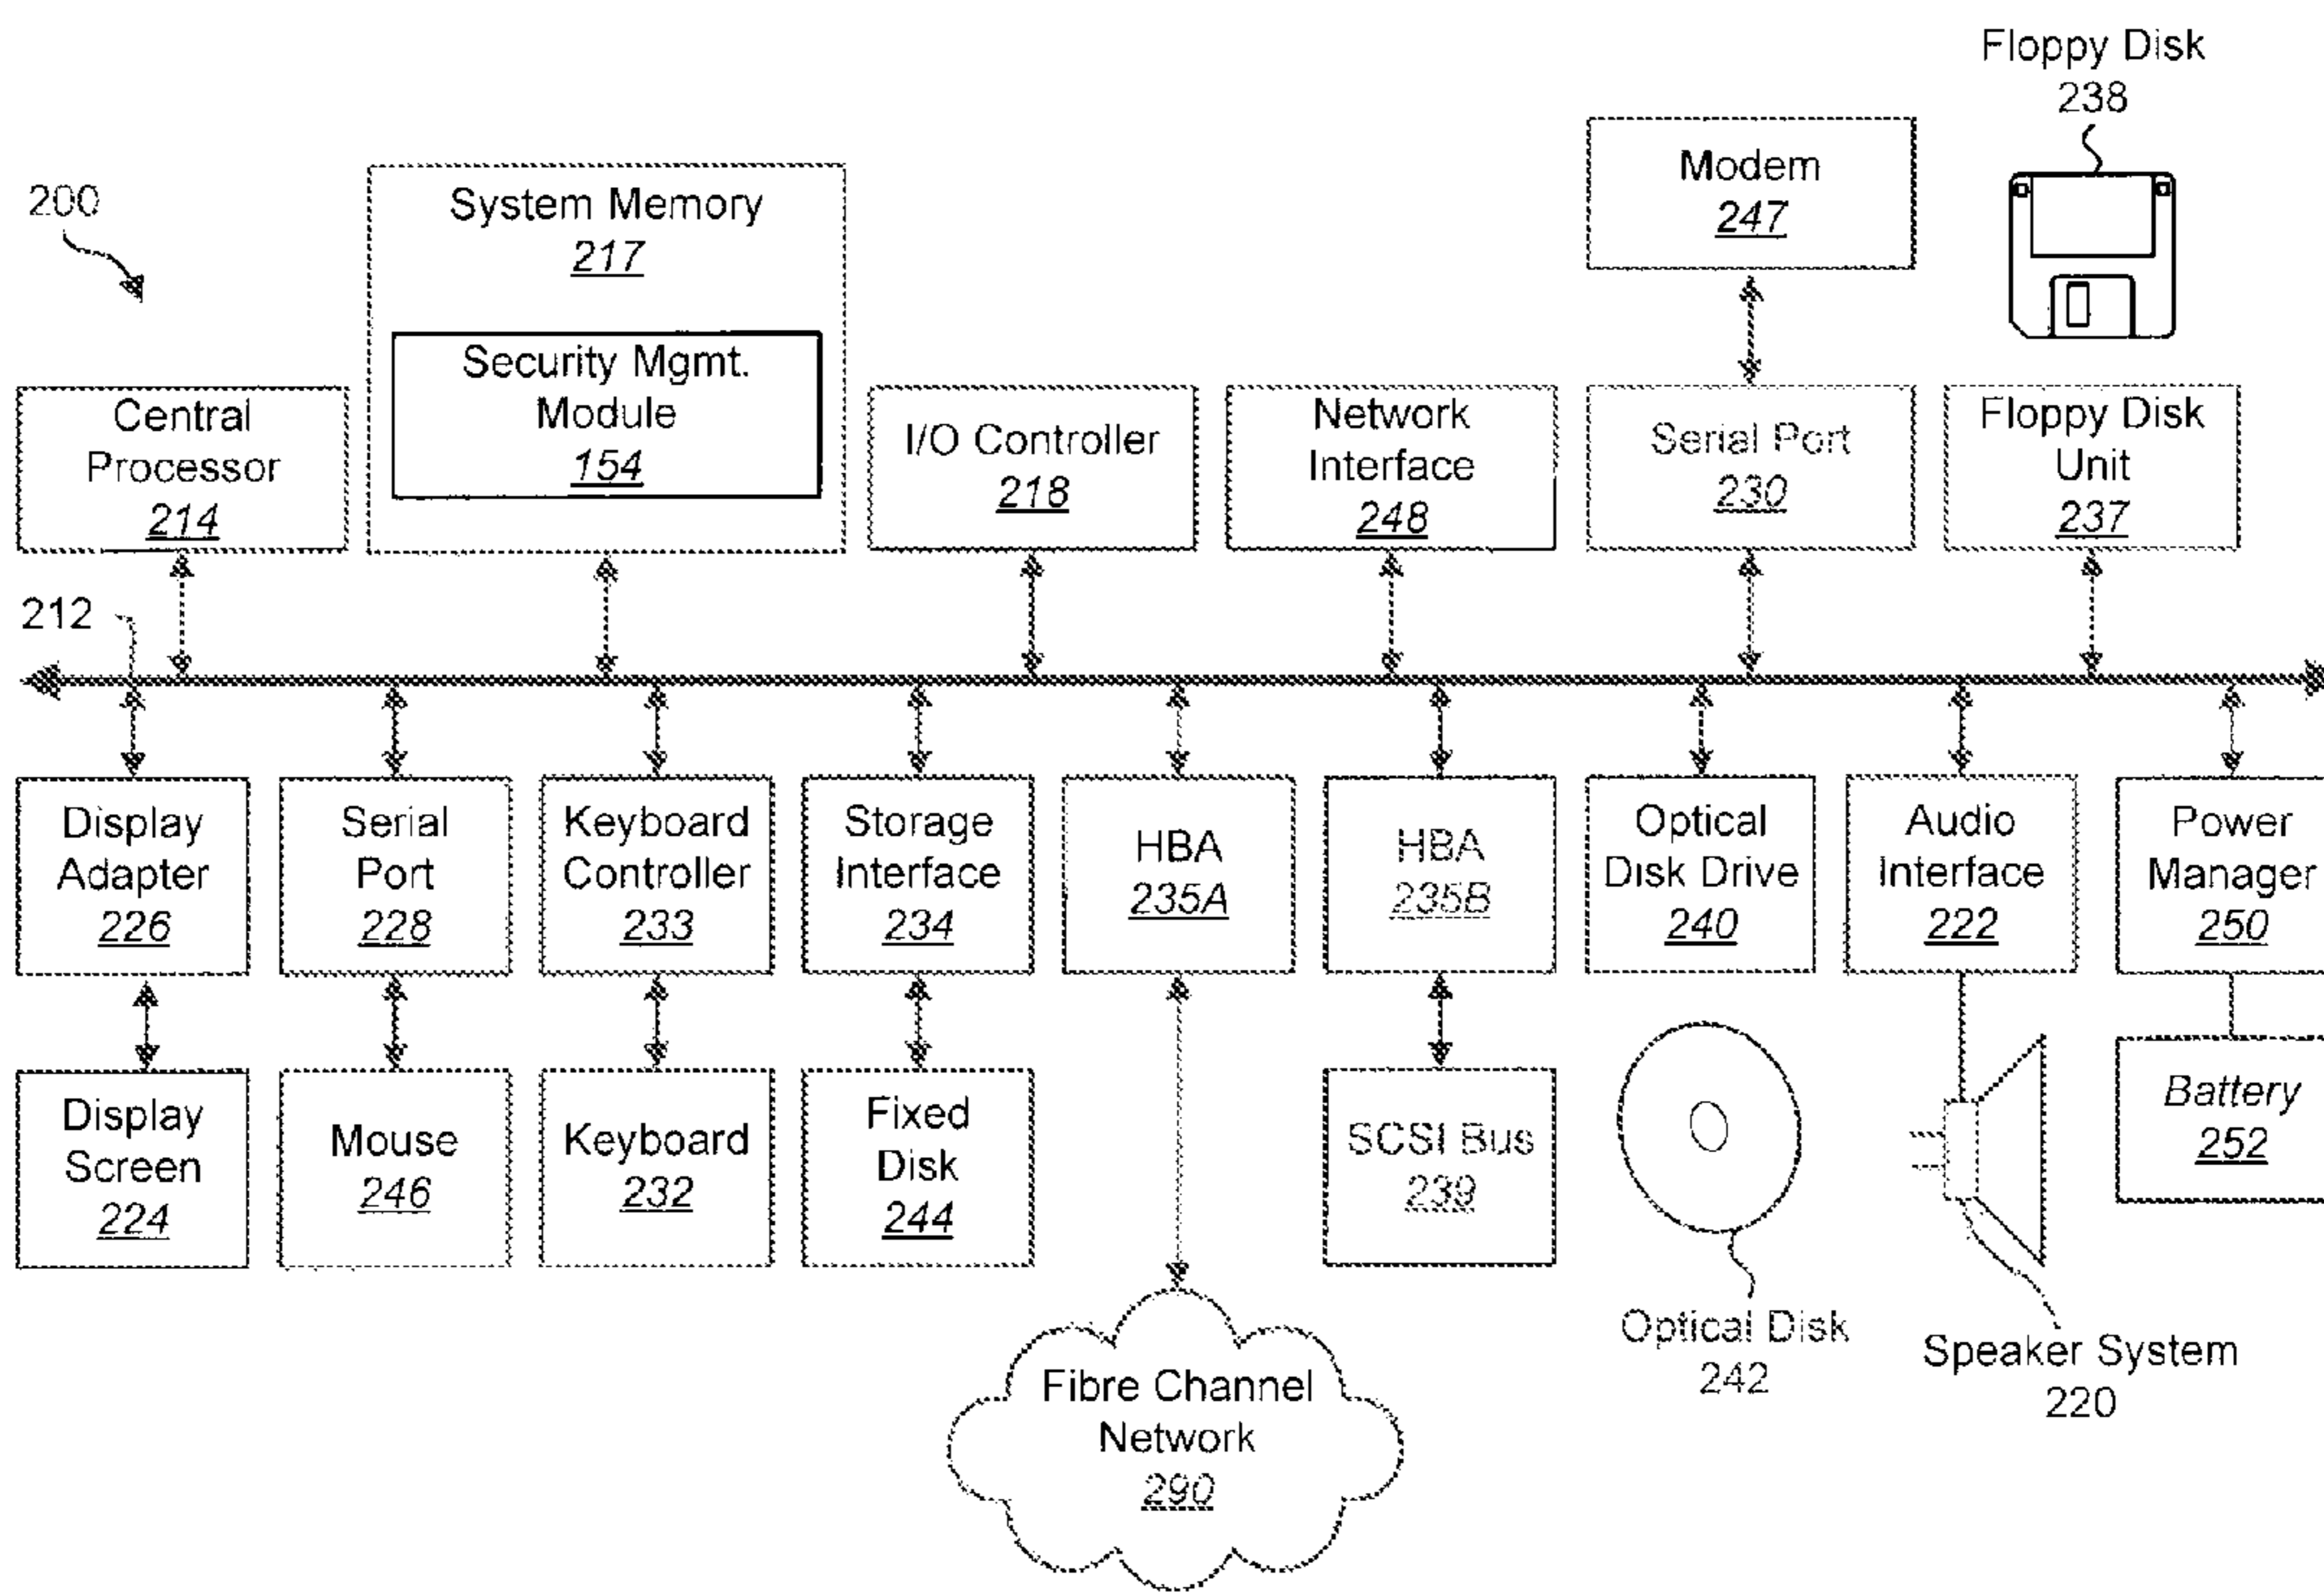 Floppy Disk
238
200
System Memory
217
Security Mgmt.
Module
154
Modem
247
Central
Processor
214
I/O Controller
218
Network
Interface
248
Serial Port
230
Floppy Disk
Unit
237
212
Display
Adapter
226
Serial
Port
228
Keyboard
Controller
233
Storage
Interface
234
HBA
235A
HBA
235B
Optical
Disk Drive
240
Audio
Interface
222
Power
Manager
250
Display
Screen
224
Mouse
246
Keyboard
232
Fixed
Disk
244
SCSI Bus
239
Battery
252
Optical Disk
242
Speaker System
220
Fibre Channel
Network
290